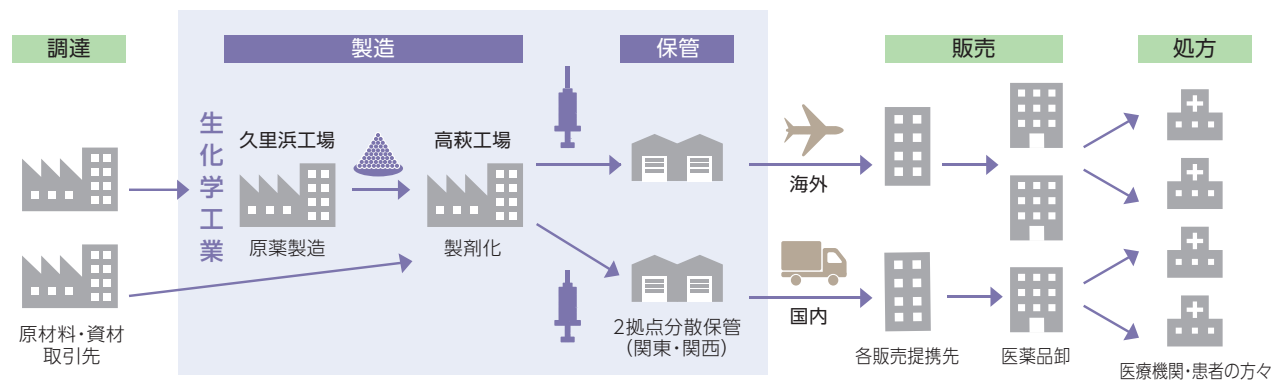 調達
製造
保管
販売
処方
生化学工業
久里浜工場
高萩工場
原薬製造
製剤化
海外
国内
原材料・資材
取引先
2拠点分散保管
(関東・関西)
各販売提携先
医薬品卸
医療機関・患者の方々